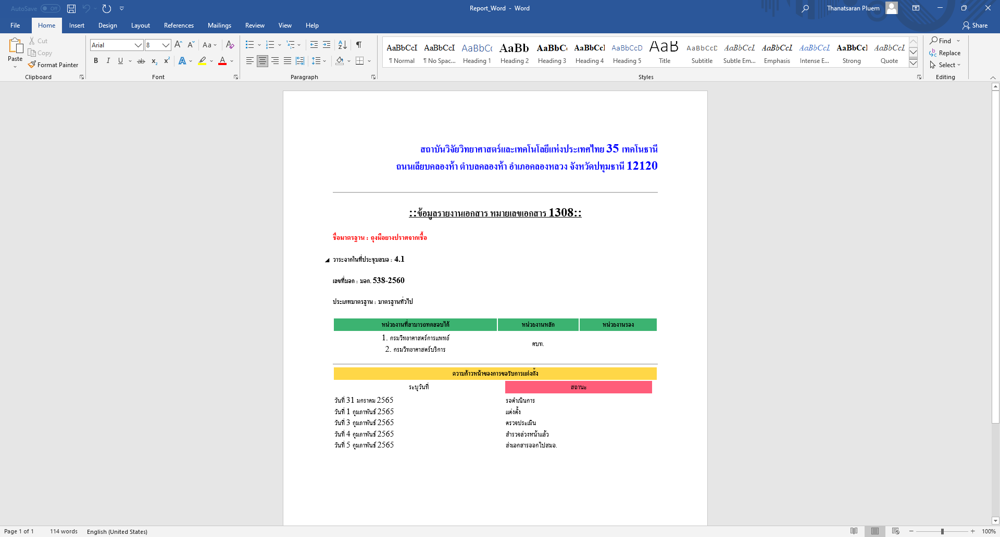 AutoSave Off
Report_Word - Word
Thanatsaran Pluem
File Home Insert Design Layout References Mailings Review View Help
Share
Paste
Cut
Copy
Format Painter
Clipboard
Arial 8
Font
Paragraph
AaBbCcI AaBbCcI AaBbCc AaBb AaBbC AaBbCcI AaBbCcD AaB AaBbCcD AaBbCcL AaBbCcL AaBbCcL AaBbCcI AaBbCcL
¶ Normal ¶ No Spac... Heading 1 Heading 2 Heading 3 Heading 4 Heading 5 Title Subtitle Subtle Em... Emphasis Intense E... Strong Quote
Styles
Find
Replace
Select
Editing
สถาบันวิจัยวิทยาศาสตร์และเทคโนโลยีแห่งประเทศไทย 35 เทคโนธานี
ถนนเลียบคลองห้า ตำบลคลองห้า อำเภอคลองหลวง จังหวัดปทุมธานี 12120
::ข้อมูลรายงานเอกสาร หมายเลขเอกสาร 1308::
ชื่อมาตรฐาน : ถุงมือยางปราศจากเชื้อ
วาระจากในที่ประชุมสมอ : 4.1
เลขที่มอก : มอก. 538-2560
ประเภทมาตรฐาน : มาตรฐานทั่วไป
หน่วยงานที่สามารถทดสอบได้ หน่วยงานหลัก หน่วยงานรอง
1. กรมวิทยาศาสตร์การแพทย์
2. กรมวิทยาศาสตร์บริการ
ศบท.
ความก้าวหน้าของการขอรับการแต่งตั้ง
ระบุวันที่ สถานะ
วันที่ 31 มกราคม 2565 รอดำเนินการ
วันที่ 1 กุมภาพันธ์ 2565 แต่งตั้ง
วันที่ 3 กุมภาพันธ์ 2565 ตรวจประเมิน
วันที่ 4 กุมภาพันธ์ 2565 สำรวจล่วงหน้าแล้ว
วันที่ 5 กุมภาพันธ์ 2565 ส่งเอกสารออกไปสมอ.
Page 1 of 1 114 words English (United States)
100%